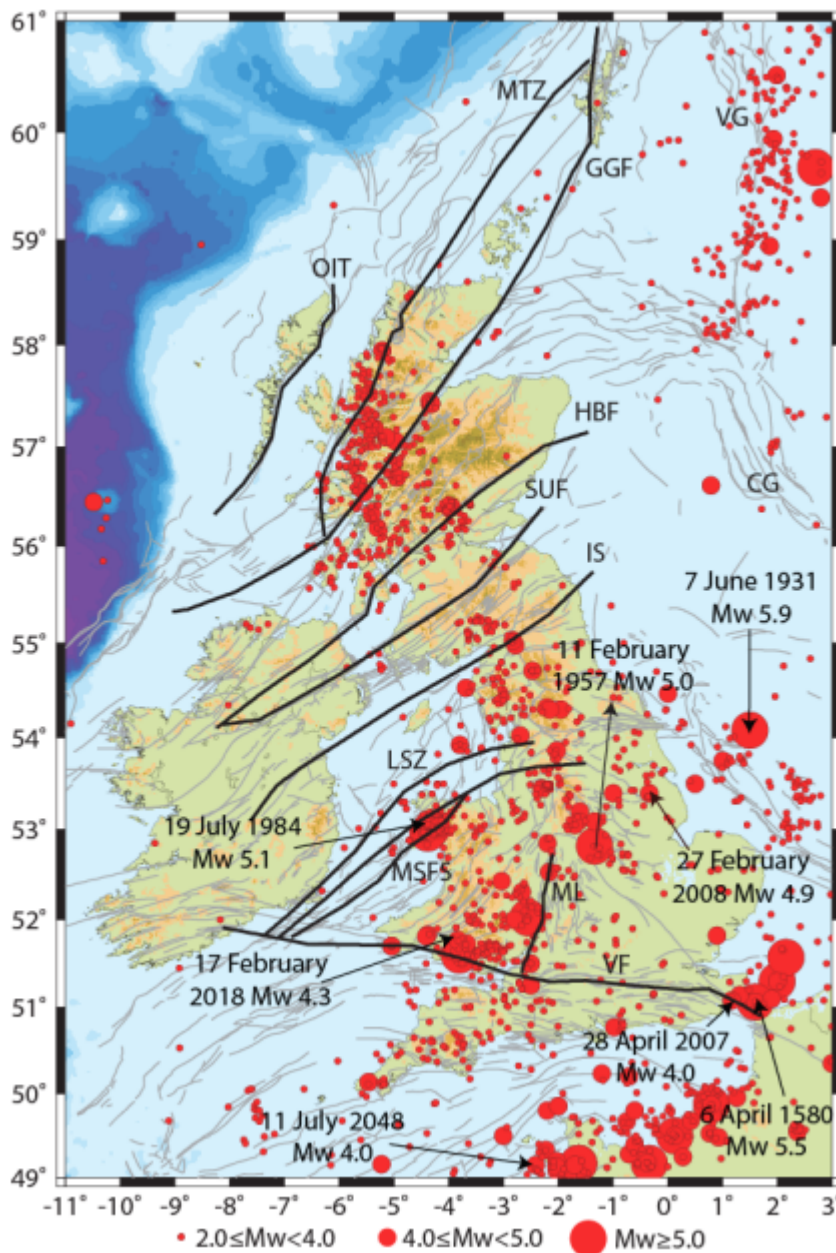 61°
60°
59°
58°
57°
56°
55°
54°
53°
52°
51°
50°
49°
MTZ
VG
GGF
OIT
HBF
SUF
CG
IS
7 June 1931
Mw 5.9
11 February
1957 Mw 5.0
LSZ
19 July 1984
Mw 5.1
MSFS
27 February
2008 Mw 4.9
ML
17 February
2018 Mw 4.3
VF
28 April 2007
Mw 4.0
11 July 2048
Mw 4.0
6 April 1580
Mw 5.5
-11° -10° -9° -8° -7° -6° -5° -4° -3° -2° -1° 0° 1° 2° 3
2.0≤Mw<4.0 4.0≤Mw<5.0 Mw≥5.0